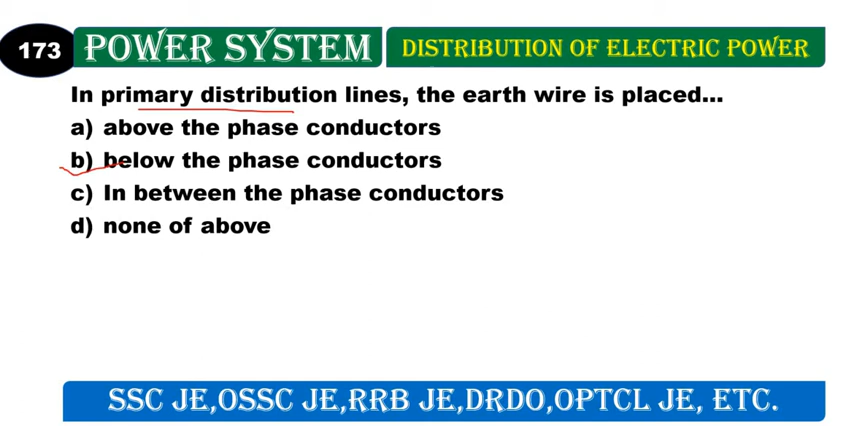 173
POWER SYSTEM
DISTRIBUTION OF ELECTRIC POWER
In primary distribution lines, the earth wire is placed...
a) above the phase conductors
b) below the phase conductors
c) In between the phase conductors
d) none of above
SSC JE,OSSC JE,RRB JE,DRDO,OPTCL JE, ETC.